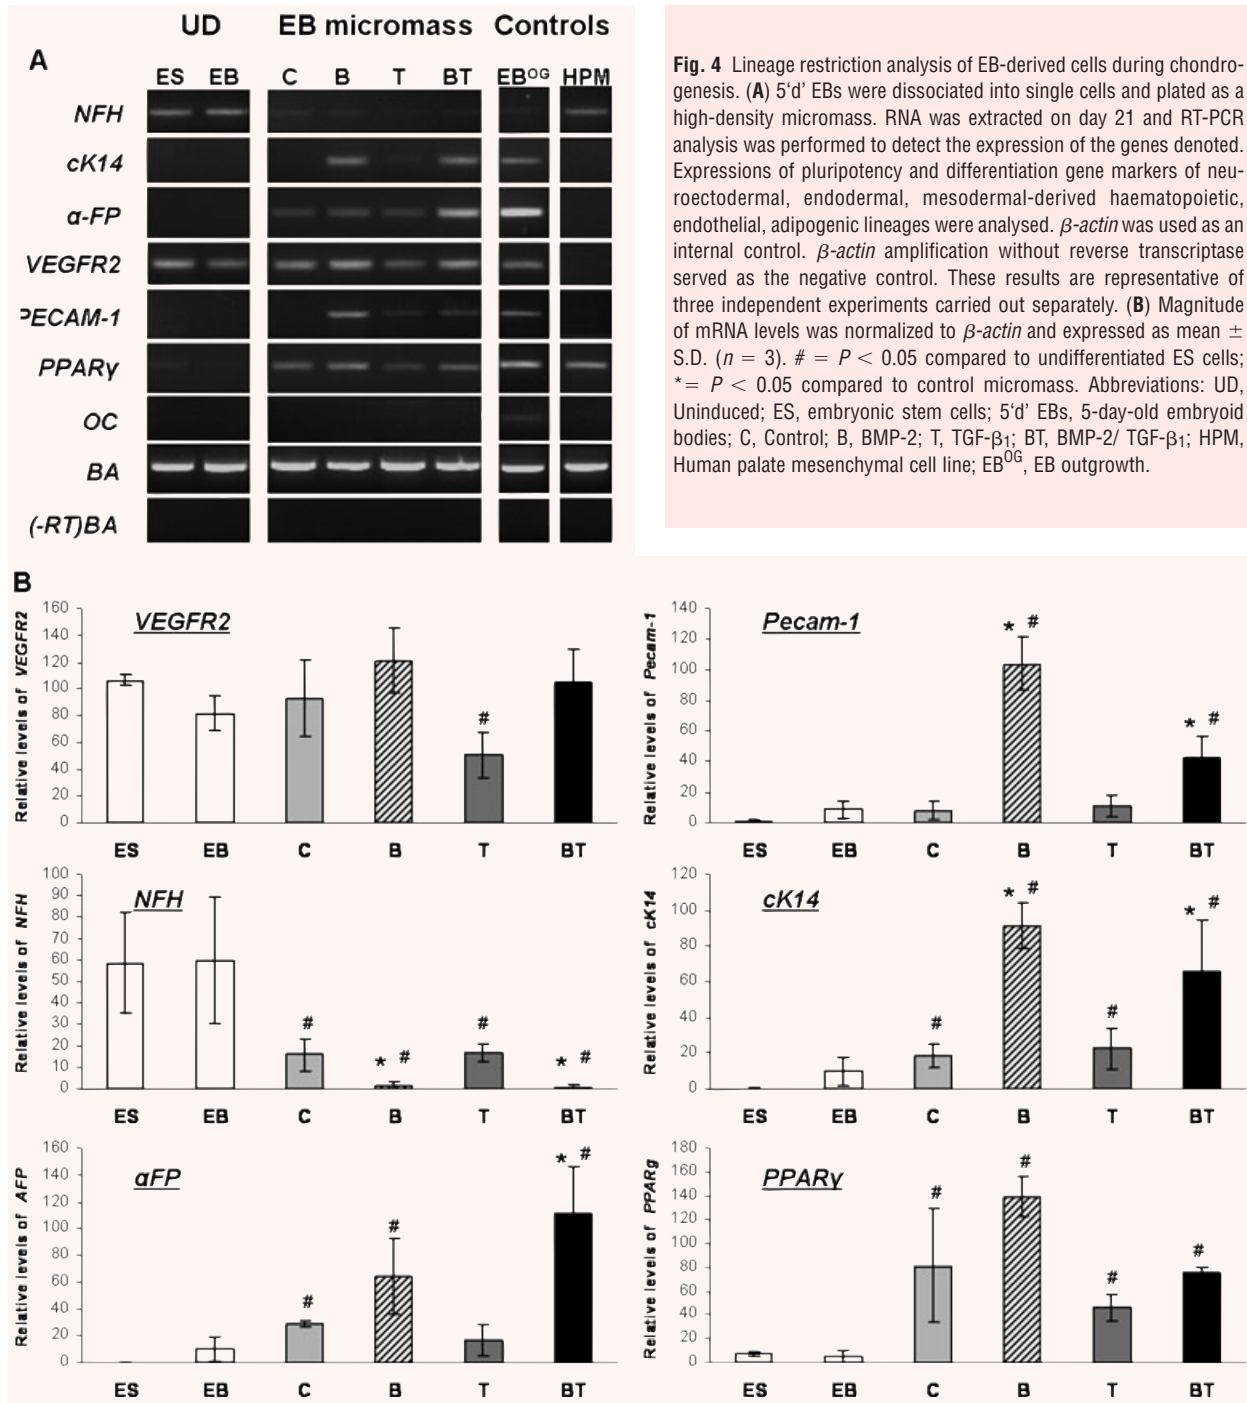 UD EB micromass Controls
A
ES EB C B T BT EBOG HPM
NFH
cK14
α-FP
VEGFR2
PECAM-1
PPARγ
OC
BA
(-RT)BA
Fig. 4 Lineage restriction analysis of EB-derived cells during chondro-
genesis. (A) 5‘d’ EBs were dissociated into single cells and plated as a
high-density micromass. RNA was extracted on day 21 and RT-PCR
analysis was performed to detect the expression of the genes denoted.
Expressions of pluripotency and differentiation gene markers of neu-
roectodermal, endodermal, mesodermal-derived haematopoietic,
endothelial, adipogenic lineages were analysed. β-actin was used as an
internal control. β-actin amplification without reverse transcriptase
served as the negative control. These results are representative of
three independent experiments carried out separately. (B) Magnitude
of mRNA levels was normalized to β-actin and expressed as mean ±
S.D. (n = 3). # = P < 0.05 compared to undifferentiated ES cells;
*= P < 0.05 compared to control micromass. Abbreviations: UD,
Uninduced; ES, embryonic stem cells; 5‘d’ EBs, 5-day-old embryoid
bodies; C, Control; B, BMP-2; T, TGF-β1; BT, BMP-2/ TGF-β1; HPM,
Human palate mesenchymal cell line; EBOG, EB outgrowth.
B
VEGFR2
Relative levels of VEGFR2
160
140
120
100
80
60
40
20
0
#
ES EB C B T BT
Pecam-1
Relative levels of Pecam-1
140
120
100
80
60
40
20
0
* #
* #
ES EB C B T BT
NFH
Relative levels of NFH
100
90
80
70
60
50
40
30
20
10
0
# * # # * #
ES EB C B T BT
cK14
Relative levels of cK14
120
100
80
60
40
20
0
# * # # * #
ES EB C B T BT
αFP
Relative levels of AFP
160
140
120
100
80
60
40
20
0
# # * #
ES EB C B T BT
PPARγ
Relative levels of PPARg
180
160
140
120
100
80
60
40
20
0
# # # #
ES EB C B T BT